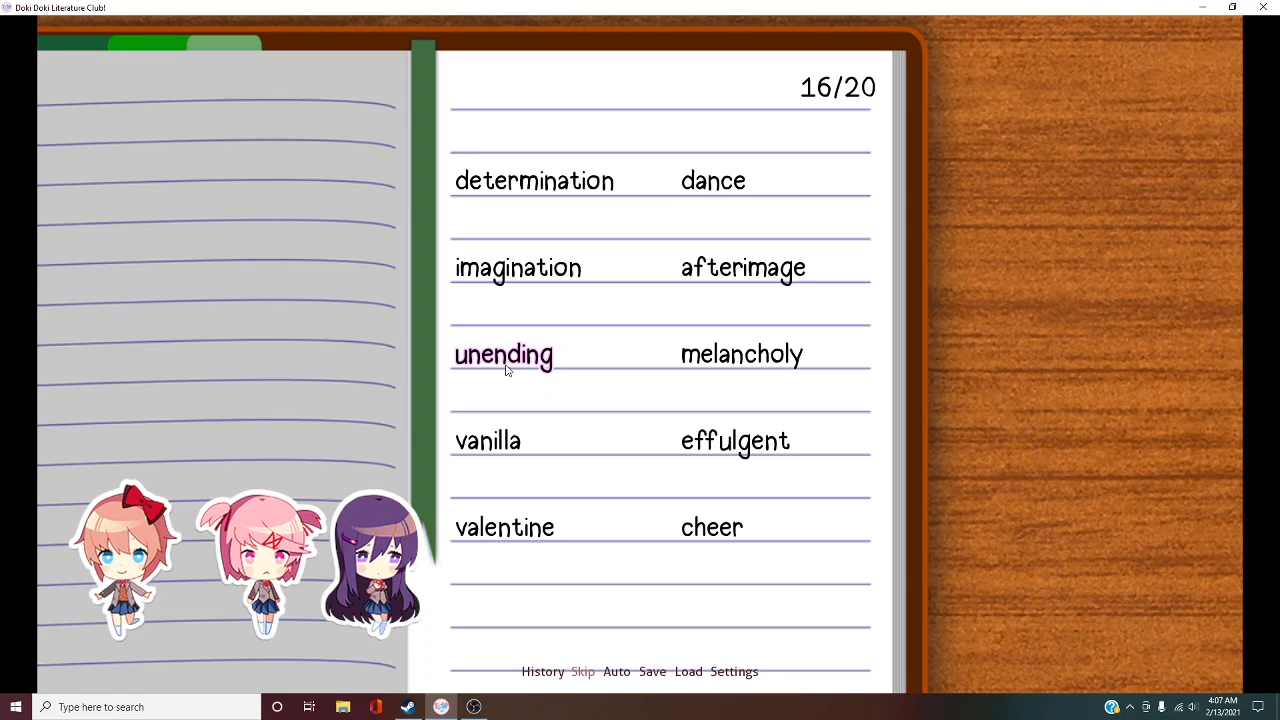 Doki Doki Literature Club!
16/20
determination dance
imagination afterimage
unending melancholy
vanilla effulgent
valentine cheer
History Skip Auto Save Load Settings
Type here to search
4:07 AM
2/13/2021